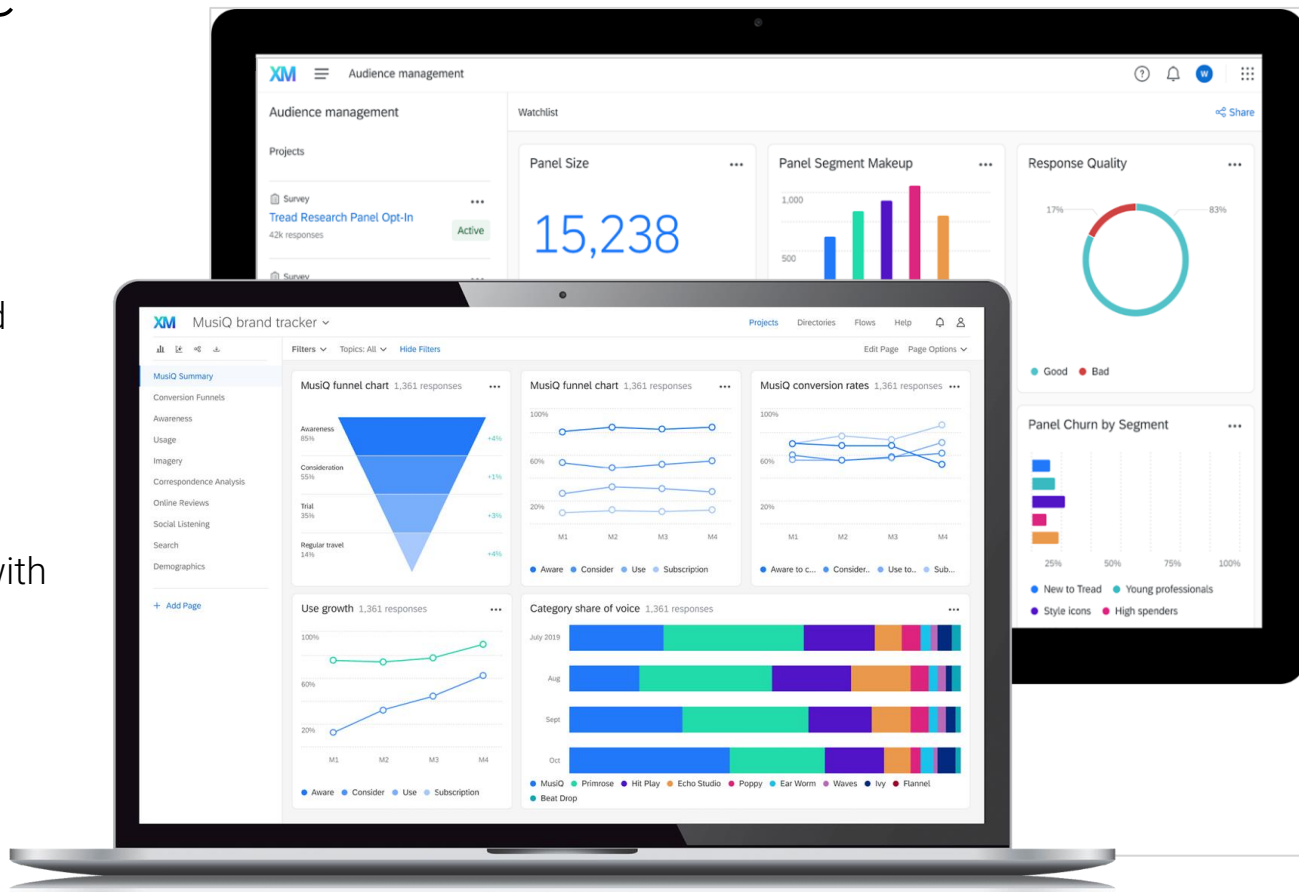 XM
Audience management
W
Audience management
Watchlist
Share
Projects
Survey
Tread Research Panel Opt-In
42k responses
Active
Survey
Panel Size
15,238
Panel Segment Makeup
1,000
500
Response Quality
17%
83%
Good Bad
Panel Churn by Segment
25% 50% 75% 100%
New to Tread Young professionals
Style icons High spenders
with
XM
MusiQ brand tracker
Projects Directories Flows Help
Filters Topics: All Hide Filters
Edit Page Page Options
MusiQ Summary
Conversion Funnels
Awareness
Usage
Imagery
Correspondence Analysis
Online Reviews
Social Listening
Search
Demographics
+ Add Page
MusiQ funnel chart 1,361 responses
Awareness
85%
+4%
Consideration
55%
+1%
Trial
35%
+3%
Regular travel
14%
+4%
MusiQ funnel chart 1,361 responses
100%
60%
20%
M1 M2 M3 M4
Aware Consider Use Subscription
MusiQ conversion rates 1,361 responses
100%
60%
20%
M1 M2 M3 M4
Aware to c... Consider.. Use to.. Sub...
Use growth 1,361 responses
100%
60%
20%
M1 M2 M3 M4
Aware Consider Use Subscription
Category share of voice 1,361 responses
July 2019
Aug
Sept
Oct
MusiQ Primrose Hit Play Echo Studio Poppy Ear Worm Waves Ivy Flannel
Beat Drop